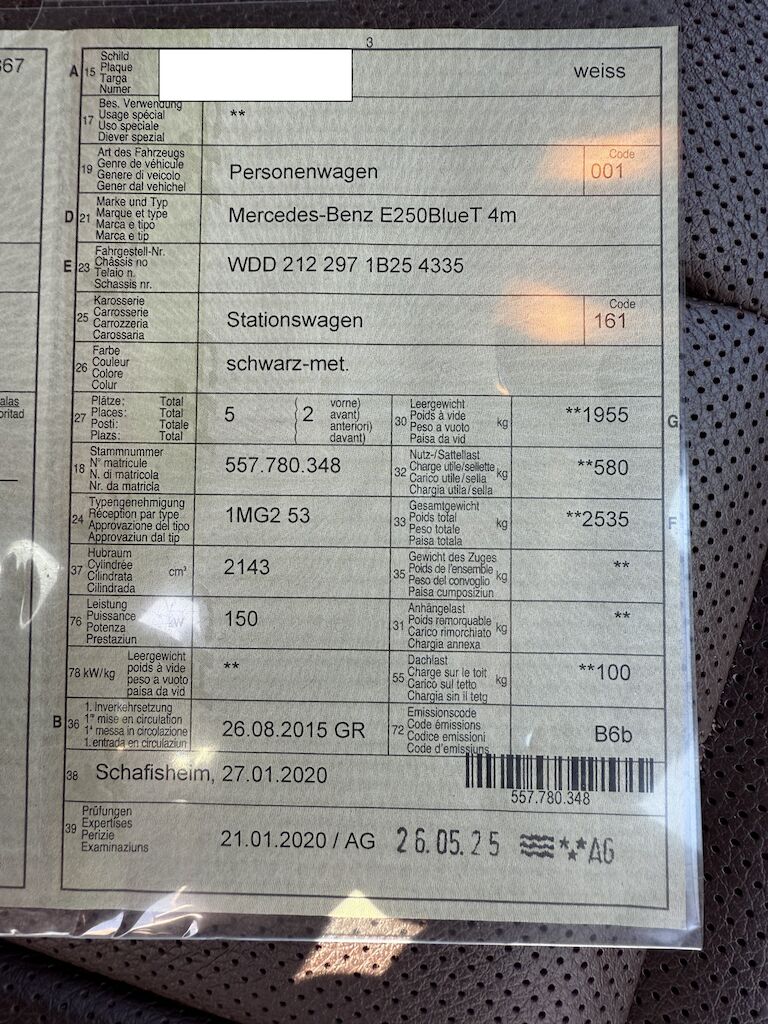 3
667
A 15 Schild
Plaque
Targa
Numer
weiss
17 Bes. Verwendung
Usage spécial
Uso speciale
Diever spezial
**
19 Art des Fahrzeugs
Genre de véhicule
Genere di veicolo
Gener dal vehichel
Personenwagen
Code
001
D 21 Marke und Typ
Marque et type
Marca e tipo
Marca e tip
Mercedes-Benz E250BlueT 4m
E 23 Fahrgestell-Nr.
Châssis no
Telaio n.
Schassis nr.
WDD 212 297 1B25 4335
25 Karosserie
Carrosserie
Carrozzeria
Carossaria
Stationswagen
Code
161
26 Farbe
Couleur
Colore
Colur
schwarz-met.
alas
oritad
27 Plätze: Total
Places: Total
Posti: Totale
Plazs: Total
5 2 vorne)
avant)
anteriori)
davant)
30 Leergewicht
Poids à vide
Peso a vuoto
Paisa da vid
kg **1955 G
18 Stammnummer
N° matricule
N. di matricola
Nr. da matricla
557.780.348
32 Nutz-/Sattellast
Charge utile/sellette
Carico utile/sella
Chargia utila/sella
kg **580
24 Typengenehmigung
Réception par type
Approvazione del tipo
Approvaziun dal tip
1MG2 53
33 Gesamtgewicht
Poids total
Peso totale
Paisa totala
kg **2535 F
37 Hubraum
Cylindrée
Cilindrata
Cilindrada
cm³ 2143
35 Gewicht des Zuges
Poids de l'ensemble
Peso del convoglio
Paisa cumposiziun
kg **
76 Leistung
Puissance
Potenza
Prestaziun
kW 150
31 Anhängelast
Poids remorquable
Carico rimorchiato
Chargia annexa
kg **
78 kW/kg Leergewicht
poids à vide
peso a vuoto
paisa da vid
**
55 Dachlast
Charge sur le toit
Carico sul tetto
Chargia sin il tetg
kg **100
B 36 1. Inverkehrsetzung
1re mise en circulation
1a messa in circolazione
1. entrada en circulaziun
26.08.2015 GR
72 Emissionscode
Code émissions
Codice emissioni
Code d'emissiuns
B6b
38 Schafisheim, 27.01.2020
557.780.348
39 Prüfungen
Expertises
Perizie
Examinaziuns
21.01.2020 / AG 26.05.25 AG